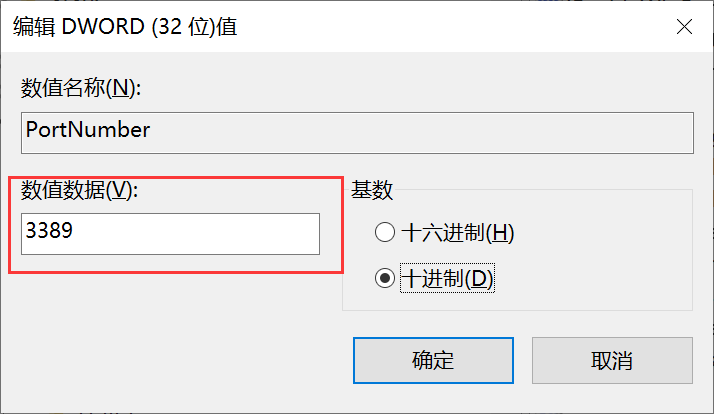 编辑 DWORD (32 位)值
数值名称(N):
PortNumber
数值数据(V):
3389
基数
十六进制(H)
十进制(D)
确定
取消